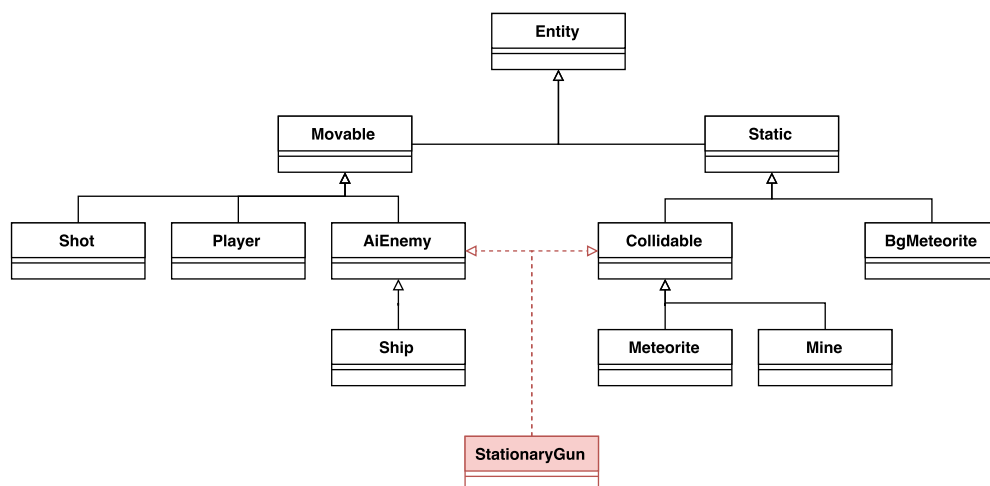 Entity
Movable
Static
Shot
Player
AiEnemy
Collidable
BgMeteorite
Ship
Meteorite
Mine
StationaryGun